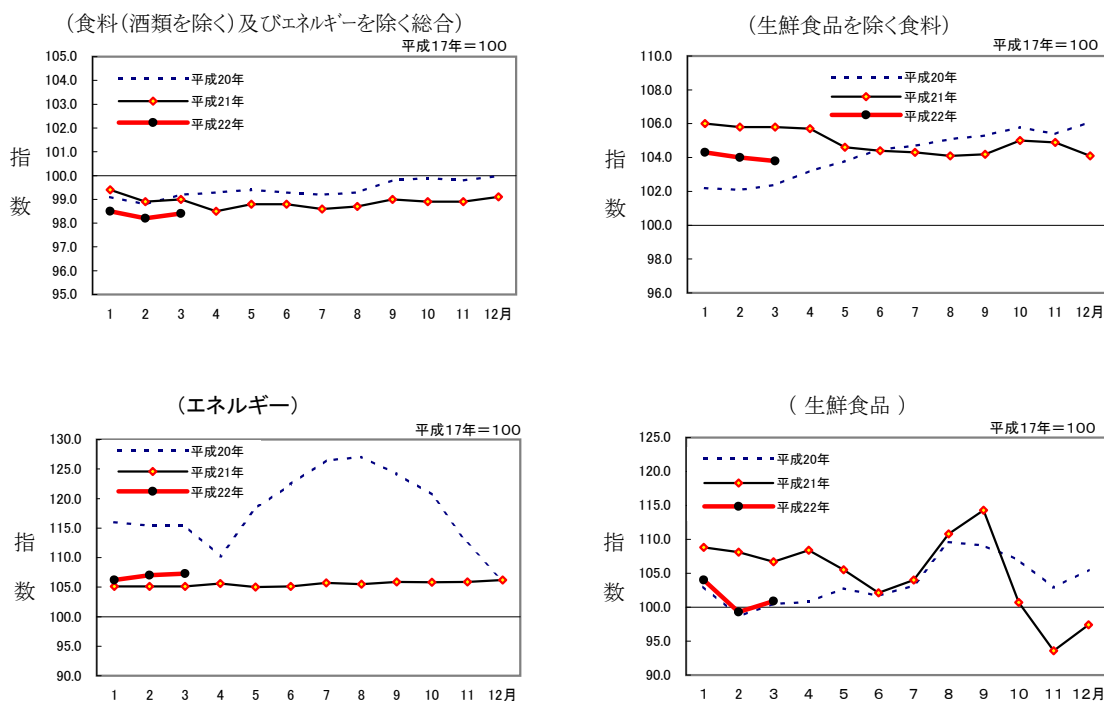 (食料(酒類を除く)及びエネルギーを除く総合)
平成17年=100
105.0
104.0
103.0
102.0
101.0
100.0
99.0
98.0
97.0
96.0
95.0
指
数
平成20年
平成21年
平成22年
1 2 3 4 5 6 7 8 9 10 11 12月
(生鮮食品を除く食料)
平成17年=100
110.0
108.0
106.0
104.0
102.0
100.0
98.0
96.0
指
数
平成20年
平成21年
平成22年
1 2 3 4 5 6 7 8 9 10 11 12月
(エネルギー)
平成17年=100
130.0
125.0
120.0
115.0
110.0
105.0
100.0
95.0
90.0
指
数
平成20年
平成21年
平成22年
1 2 3 4 5 6 7 8 9 10 11 12月
( 生鮮食品 )
平成17年=100
125.0
120.0
115.0
110.0
105.0
100.0
95.0
90.0
指
数
平成20年
平成21年
平成22年
1 2 3 4 5 6 7 8 9 10 11 12月